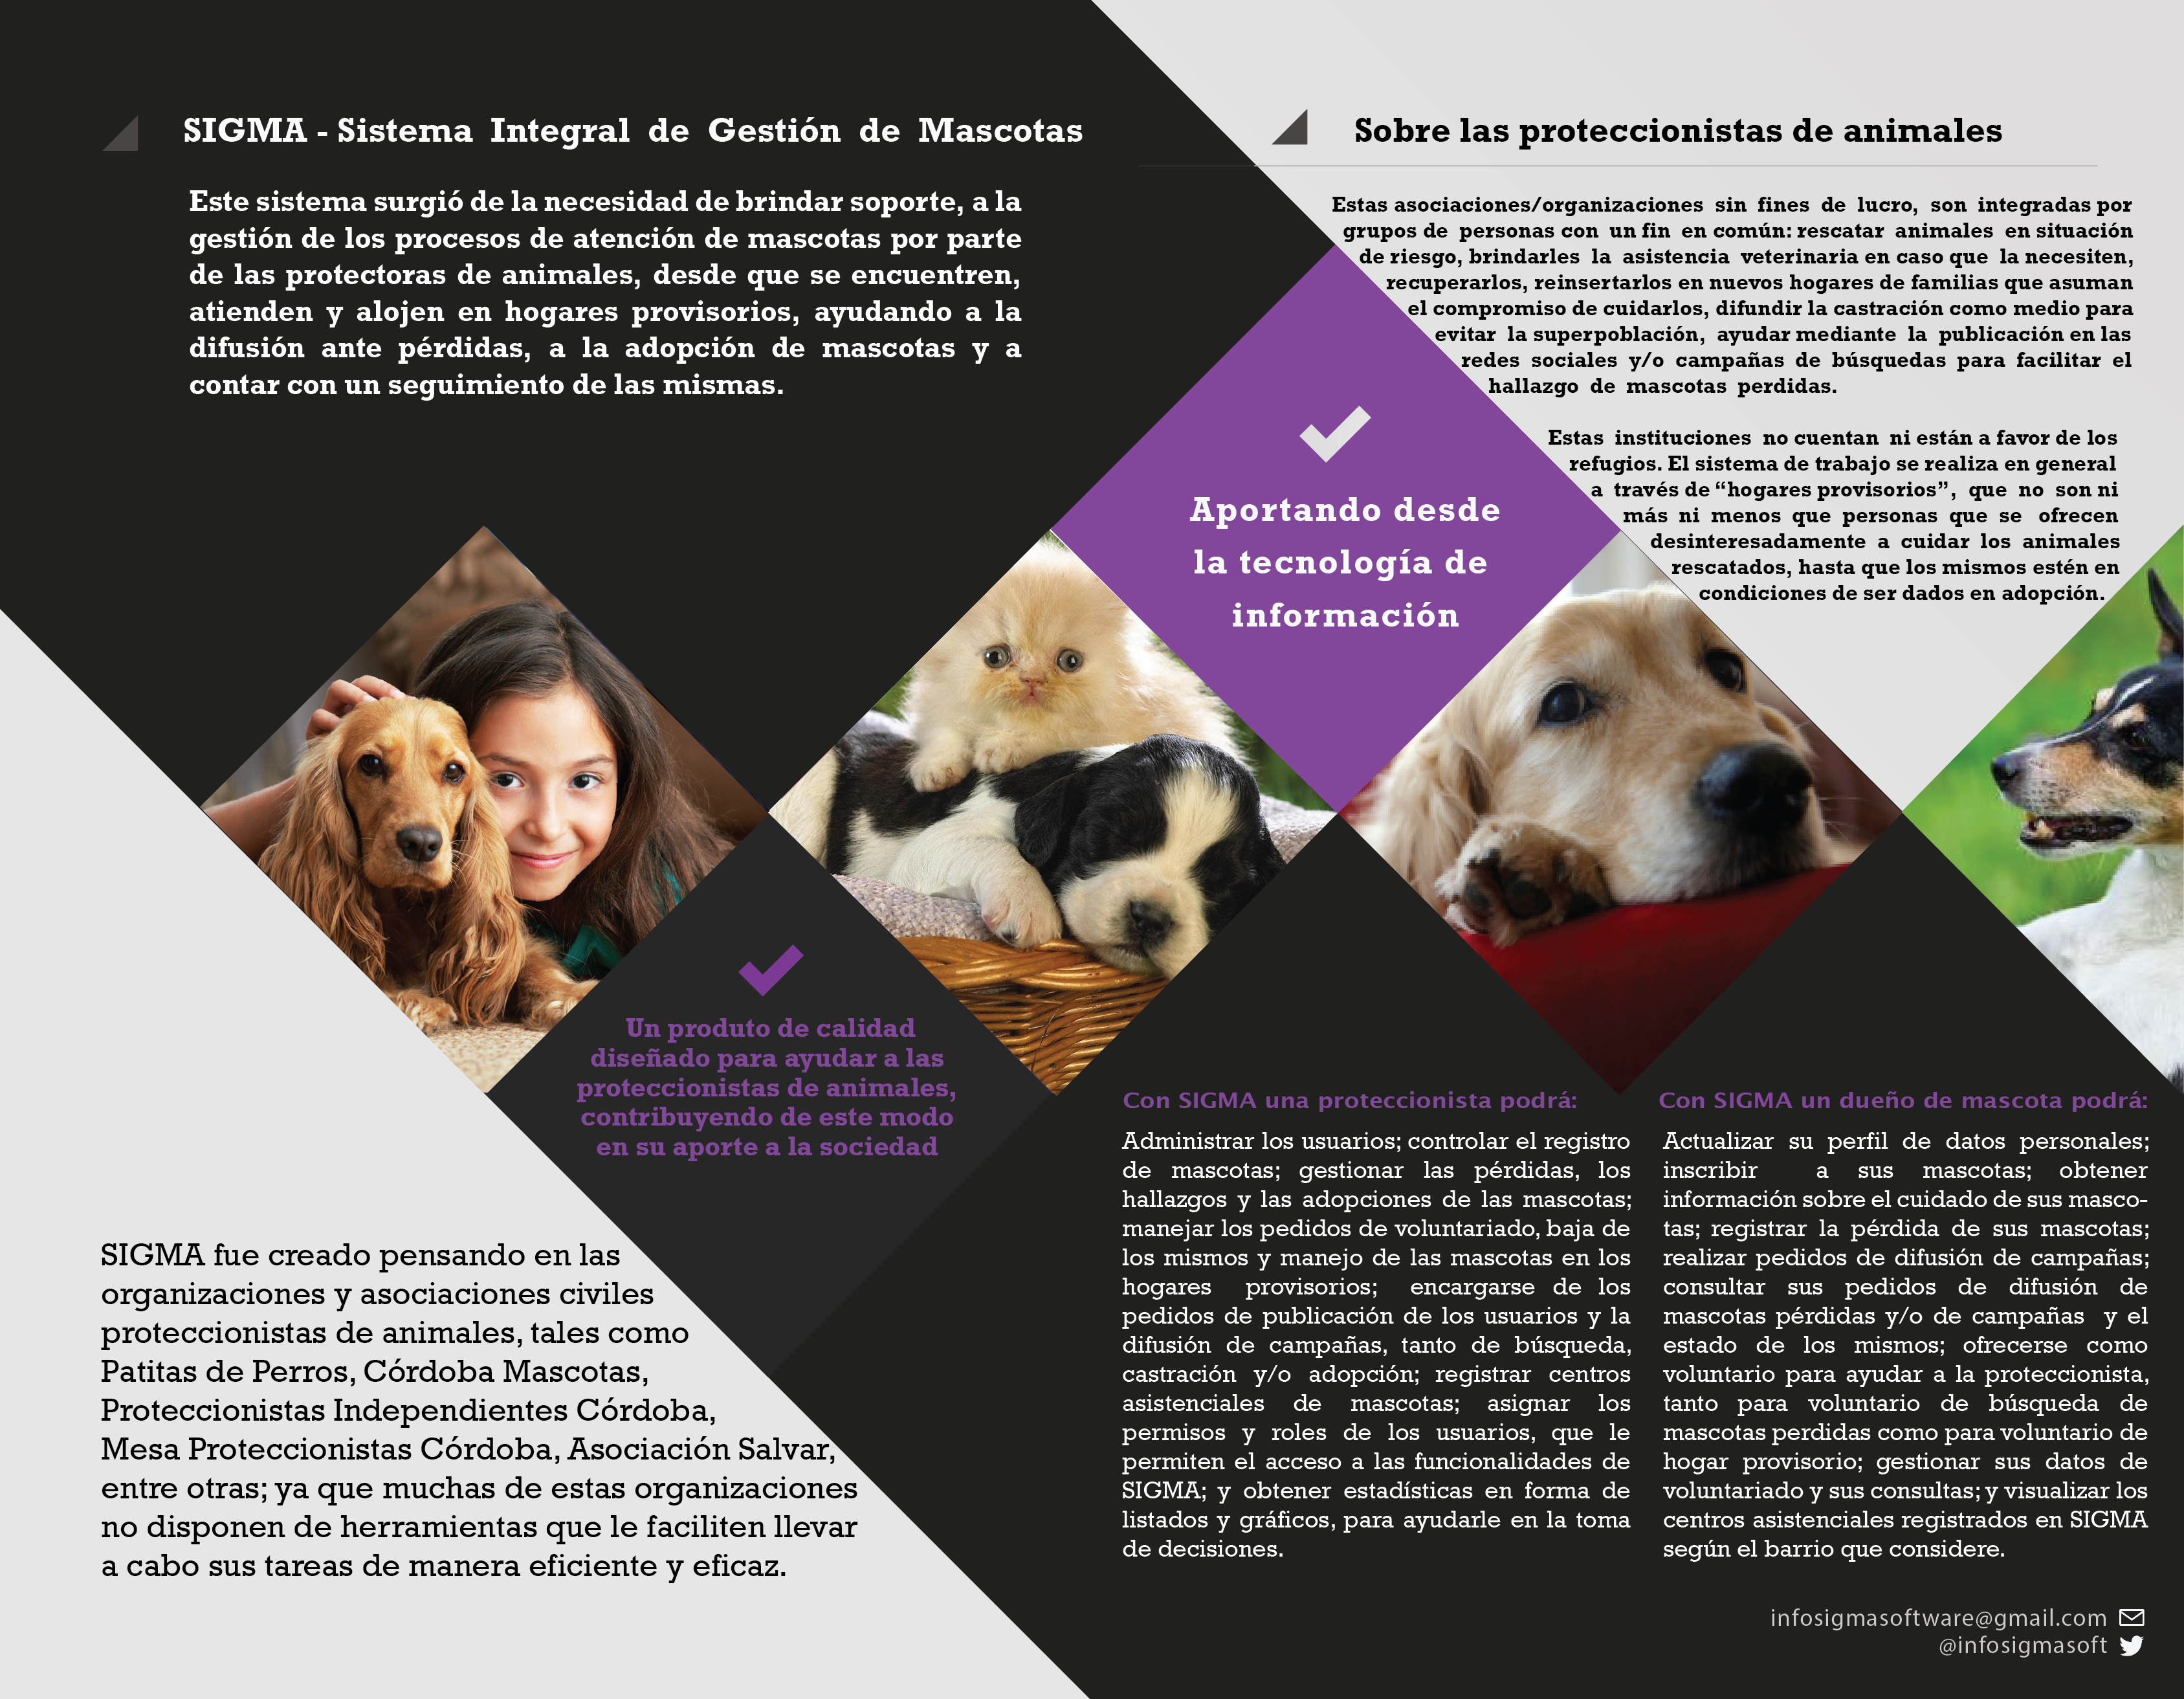 SIGMA - Sistema Integral de Gestión de Mascotas
Este sistema surgió de la necesidad de brindar soporte, a la
gestión de los procesos de atención de mascotas por parte
de las protectoras de animales, desde que se encuentren,
atienden y alojen en hogares provisorios, ayudando a la
difusión ante pérdidas, a la adopción de mascotas y a
contar con un seguimiento de las mismas.
Sobre las proteccionistas de animales
Estas asociaciones/organizaciones sin fines de lucro, son integradas por
grupos de personas con un fin en común: rescatar animales en situación
de riesgo, brindarles la asistencia veterinaria en caso que la necesiten,
recuperarlos, reinsertarlos en nuevos hogares de familias que asuman
el compromiso de cuidarlos, difundir la castración como medio para
evitar la superpoblación, ayudar mediante la publicación en las
redes sociales y/o campañas de búsquedas para facilitar el
hallazgo de mascotas perdidas.
Estas instituciones no cuentan ni están a favor de los
refugios. El sistema de trabajo se realiza en general
a través de “hogares provisorios”, que no son ni
más ni menos que personas que se ofrecen
desinteresadamente a cuidar los animales
rescatados, hasta que los mismos estén en
condiciones de ser dados en adopción.
Aportando desde
la tecnología de
información
Un produto de calidad
diseñado para ayudar a las
proteccionistas de animales,
contribuyendo de este modo
en su aporte a la sociedad
SIGMA fue creado pensando en las
organizaciones y asociaciones civiles
proteccionistas de animales, tales como
Patitas de Perros, Córdoba Mascotas,
Proteccionistas Independientes Córdoba,
Mesa Proteccionistas Córdoba, Asociación Salvar,
entre otras; ya que muchas de estas organizaciones
no disponen de herramientas que le faciliten llevar
a cabo sus tareas de manera eficiente y eficaz.
Con SIGMA una proteccionista podrá:
Administrar los usuarios; controlar el registro
de mascotas; gestionar las pérdidas, los
hallazgos y las adopciones de las mascotas;
manejar los pedidos de voluntariado, baja de
los mismos y manejo de las mascotas en los
hogares provisorios; encargarse de los
pedidos de publicación de los usuarios y la
difusión de campañas, tanto de búsqueda,
castración y/o adopción; registrar centros
asistenciales de mascotas; asignar los
permisos y roles de los usuarios, que le
permiten el acceso a las funcionalidades de
SIGMA; y obtener estadísticas en forma de
listados y gráficos, para ayudarle en la toma
de decisiones.
Con SIGMA un dueño de mascota podrá:
Actualizar su perfil de datos personales;
inscribir a sus mascotas; obtener
información sobre el cuidado de sus masco-
tas; registrar la pérdida de sus mascotas;
realizar pedidos de difusión de campañas;
consultar sus pedidos de difusión de
mascotas pérdidas y/o de campañas y el
estado de los mismos; ofrecerse como
voluntario para ayudar a la proteccionista,
tanto para voluntario de búsqueda de
mascotas perdidas como para voluntario de
hogar provisorio; gestionar sus datos de
voluntariado y sus consultas; y visualizar los
centros asistenciales registrados en SIGMA
según el barrio que considere.
infosigmasoftware@gmail.com
@infosigmasoft